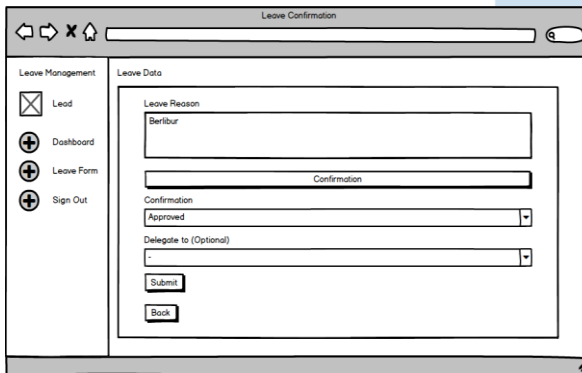 Leave Confirmation
Leave Management
Lead
Dashboard
Leave Form
Sign Out
Leave Data
Leave Reason
Berlibur
Confirmation
Confirmation
Approved
Delegate to (Optional)
-
Submit
Back